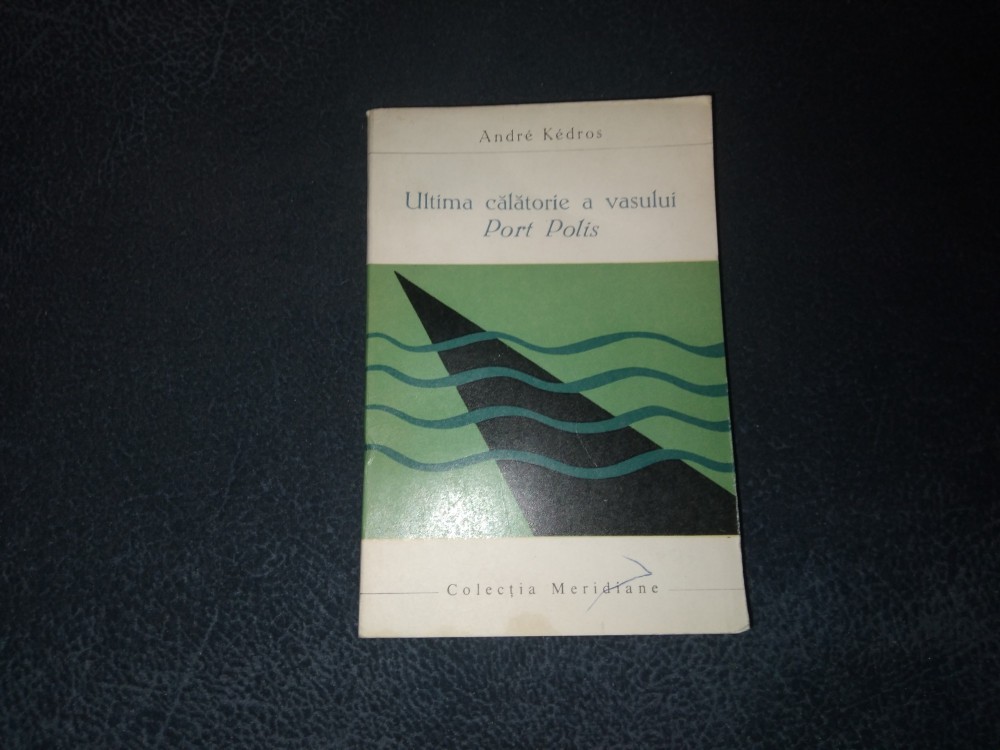 André Kédros
Ultima călătorie a vasului
Port Polis
Colecția Meridiane